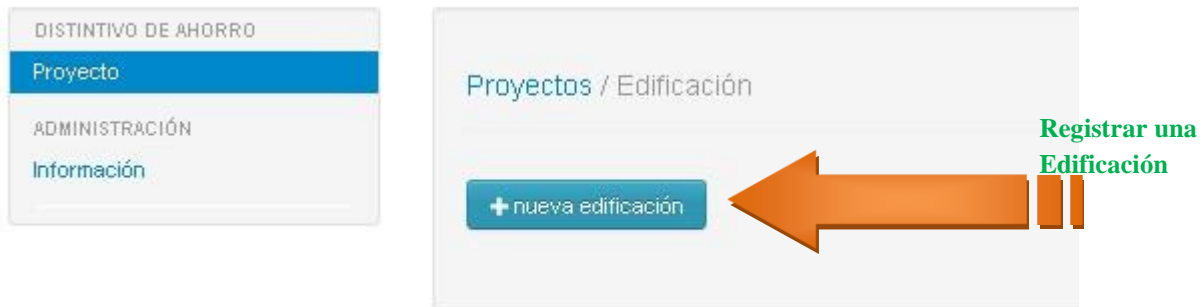 DISTINTIVO DE AHORRO
Proyecto
ADMINISTRACIÓN
Información
Proyectos / Edificación
+ nueva edificación
Registrar una
Edificación